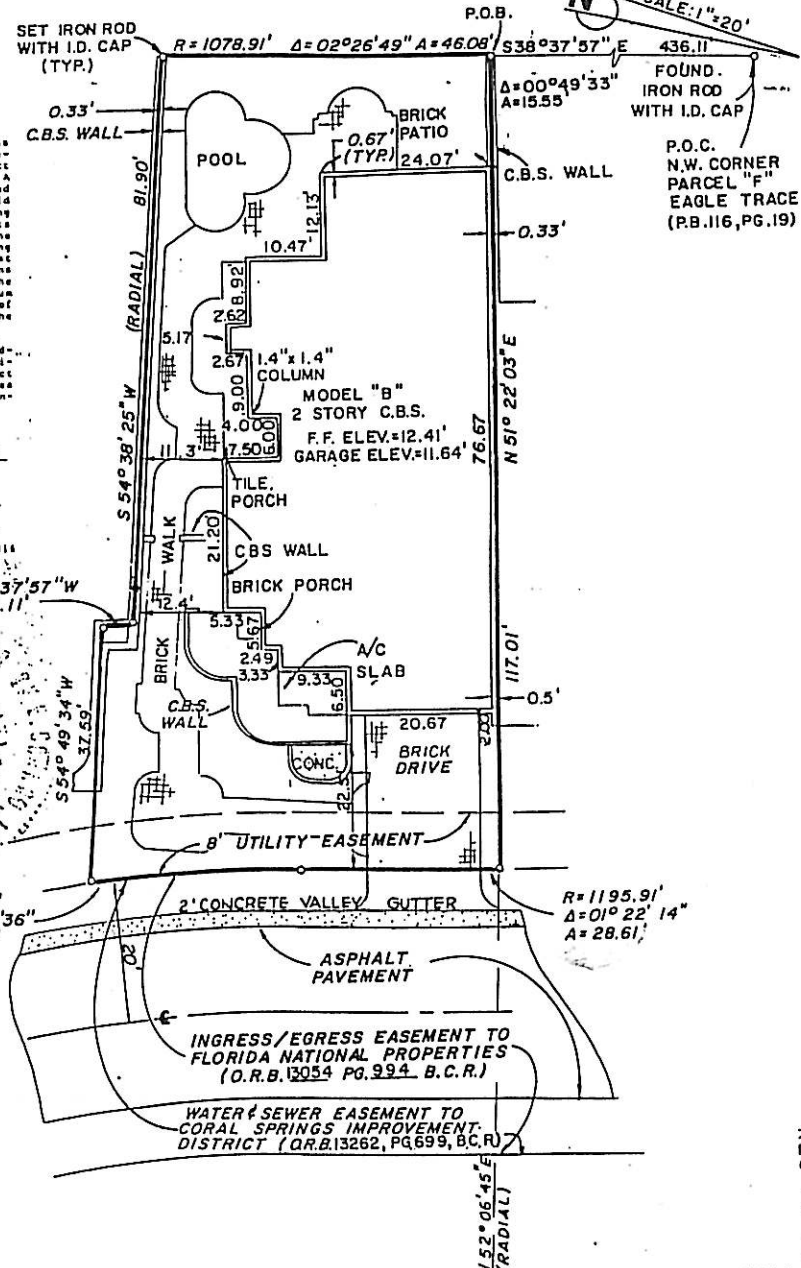 SET IRON ROD
WITH I.D. CAP
(TYP.)
R = 1078.91' Δ= 02°26'49" A = 46.08'
P.O.B.
S38°37'57" E 436.11'
N
SCALE: 1"=20'
Δ=00°49'33"
A=15.55'
FOUND.
IRON ROD
WITH I.D. CAP
P.O.C.
N.W. CORNER
PARCEL "F"
EAGLE TRACE
(P.B.116, PG.19)
0.33'
C.B.S. WALL
POOL
BRICK
PATIO
0.67'
(TYP.)
24.07'
C.B.S. WALL
0.33'
81.90'
(RADIAL)
S 54° 38' 25" W
12.13'
10.47'
8.92'
2.62
5.17
2.67
9.00
1.4" x 1.4"
COLUMN
MODEL "B"
2 STORY C.B.S.
F.F. ELEV.=12.41'
GARAGE ELEV.=11.64'
4.00
6.00
7.50
76.67
N 51° 22' 03" E
11 3'
TILE.
PORCH
21.20'
WALK
CBS WALL
BRICK PORCH
37'57" W
.11'
12.4'
5.33
5.67
2.49
3.33
A/C
SLAB
9.33
6.50
117.01'
0.5'
BRICK
C.B.S.
WALL
S 54° 49' 34" W
37.59'
20.67
BRICK
DRIVE
CONC.
8' UTILITY EASEMENT
36"
2' CONCRETE VALLEY GUTTER
R = 1195.91'
Δ=01° 22' 14"
A = 28.61'
20'
ASPHALT
PAVEMENT
INGRESS/EGRESS EASEMENT TO
FLORIDA NATIONAL PROPERTIES
(O.R.B. 13054 PG. 994 B.C.R.)
WATER & SEWER EASEMENT TO
CORAL SPRINGS IMPROVEMENT
DISTRICT (O.R.B.13262, PG.699, B.C.R)
52° 06' 45" E
(RADIAL)